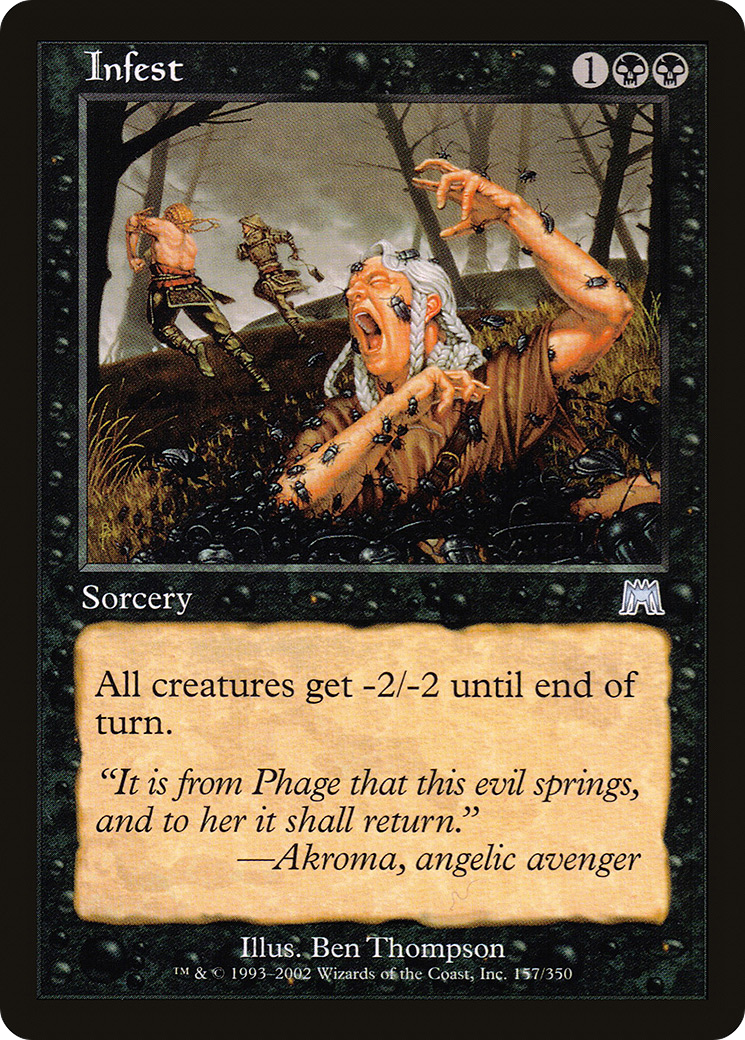 Infest 1
Sorcery
All creatures get -2/-2 until end of
turn.
“It is from Phage that this evil springs,
and to her it shall return.”
—Akroma, angelic avenger
Illus. Ben Thompson
™ & © 1993–2002 Wizards of the Coast, Inc. 157/350